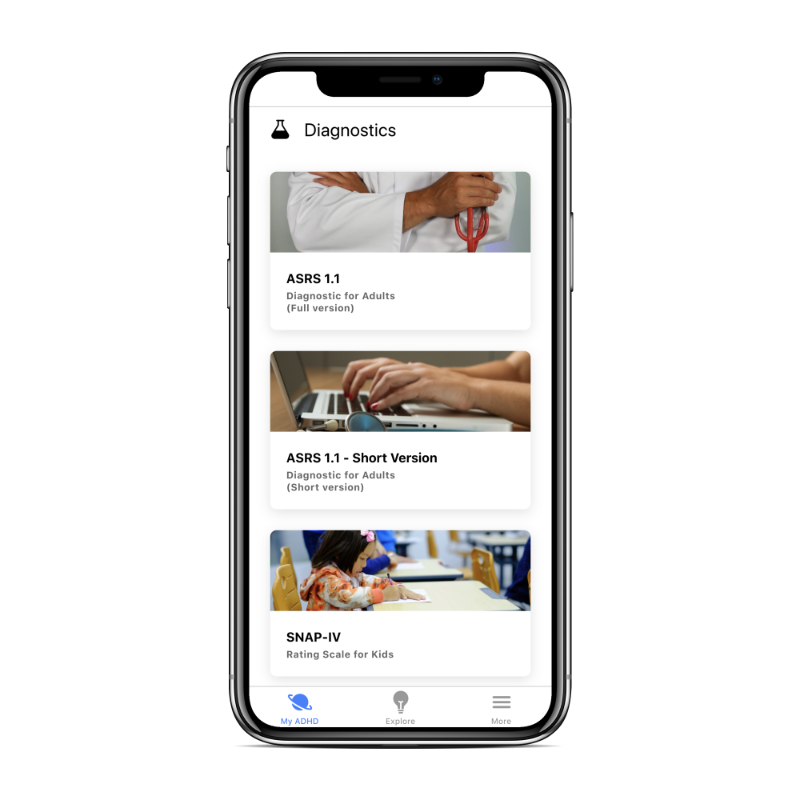 Diagnostics
ASRS 1.1
Diagnostic for Adults
(Full version)
ASRS 1.1 - Short Version
Diagnostic for Adults
(Short version)
SNAP-IV
Rating Scale for Kids
My ADHD
Explore
More